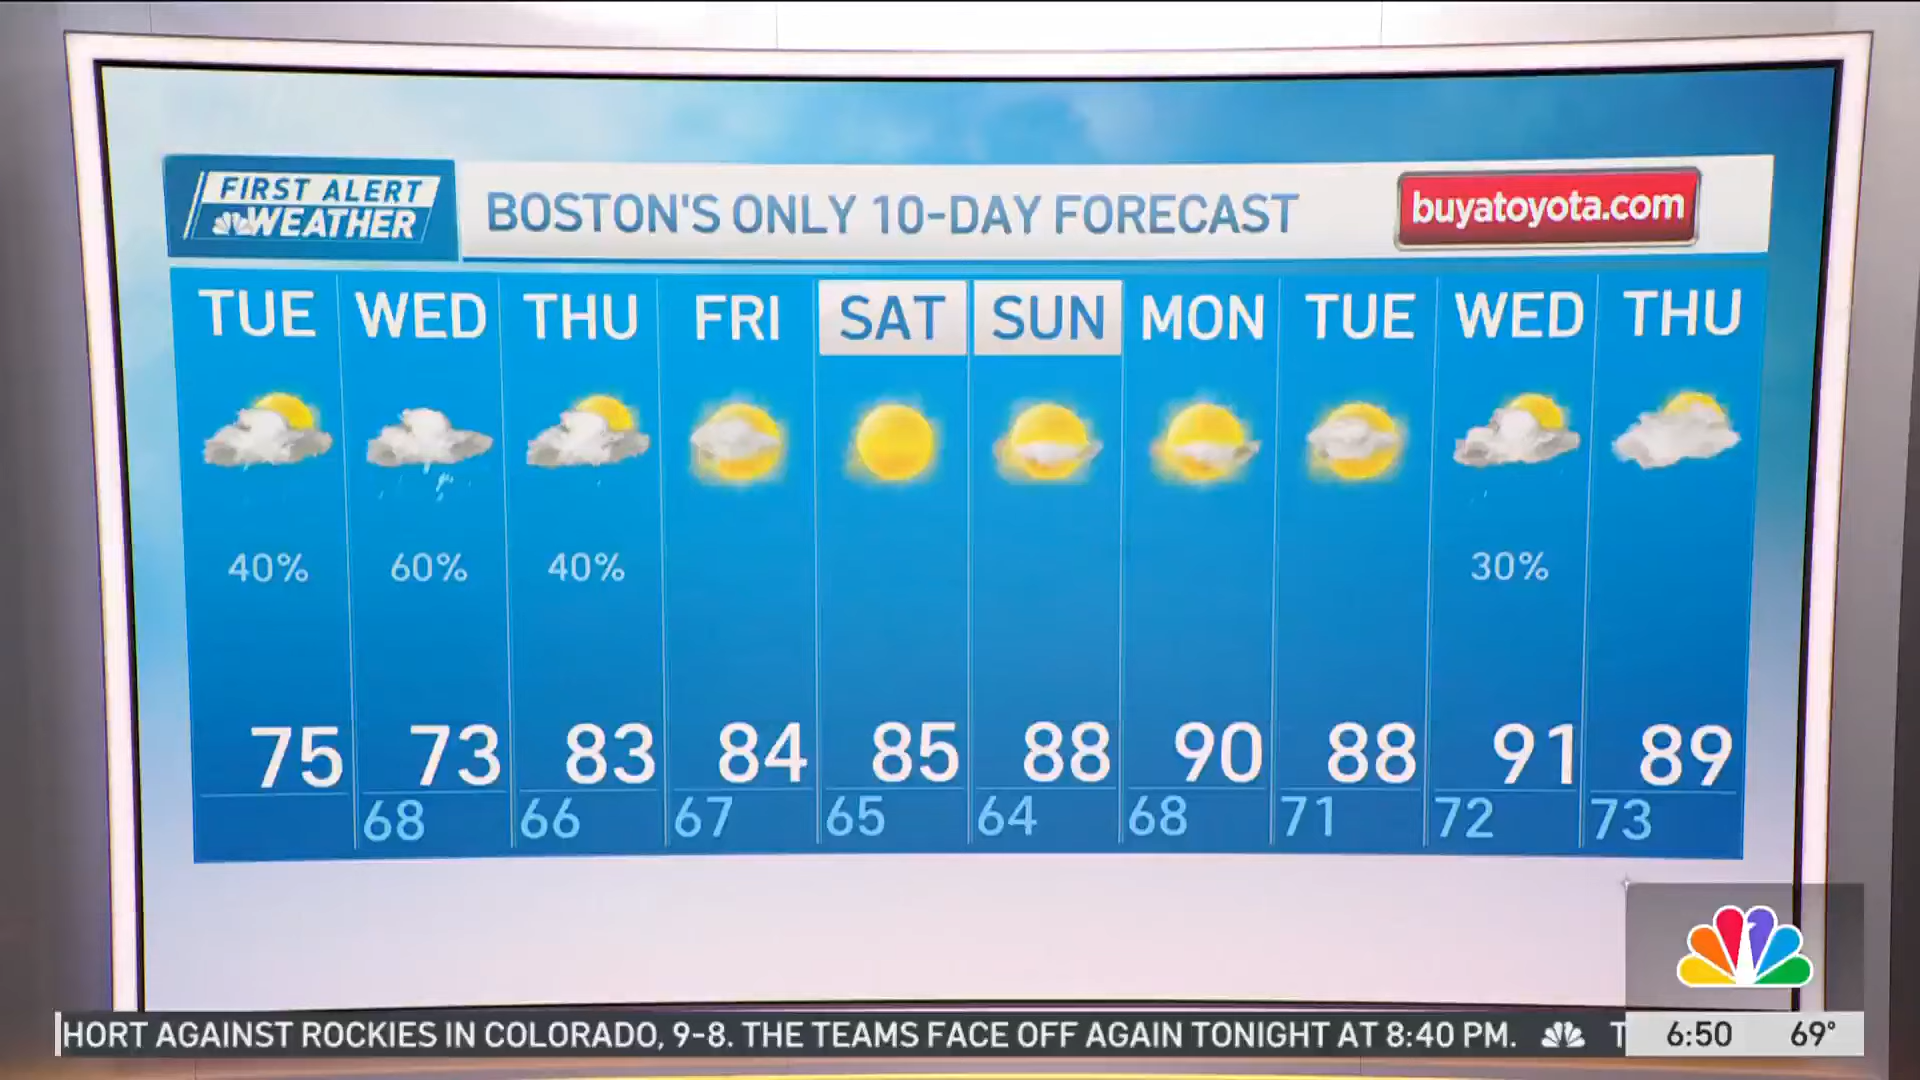 FIRST ALERT
WEATHER
BOSTON'S ONLY 10-DAY FORECAST
buyatoyota.com
TUE WED THU FRI SAT SUN MON TUE WED THU
40% 60% 40% 30%
75 73 83 84 85 88 90 88 91 89
68 66 67 65 64 68 71 72 73
HORT AGAINST ROCKIES IN COLORADO, 9-8. THE TEAMS FACE OFF AGAIN TONIGHT AT 8:40 PM. T
6:50 69°